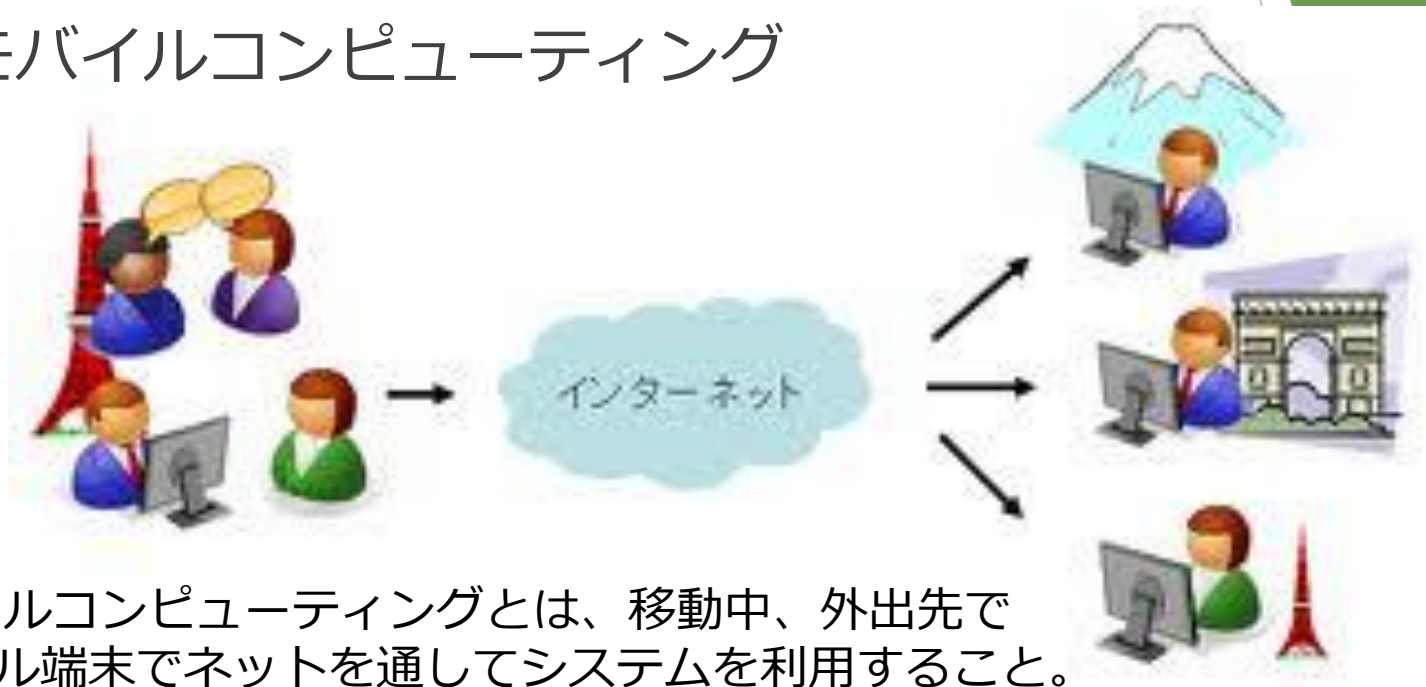 モバイルコンピューティング
インターネット
ルコンピューティングとは、移動中、外出先で
ル端末でネットを通してシステムを利用すること。